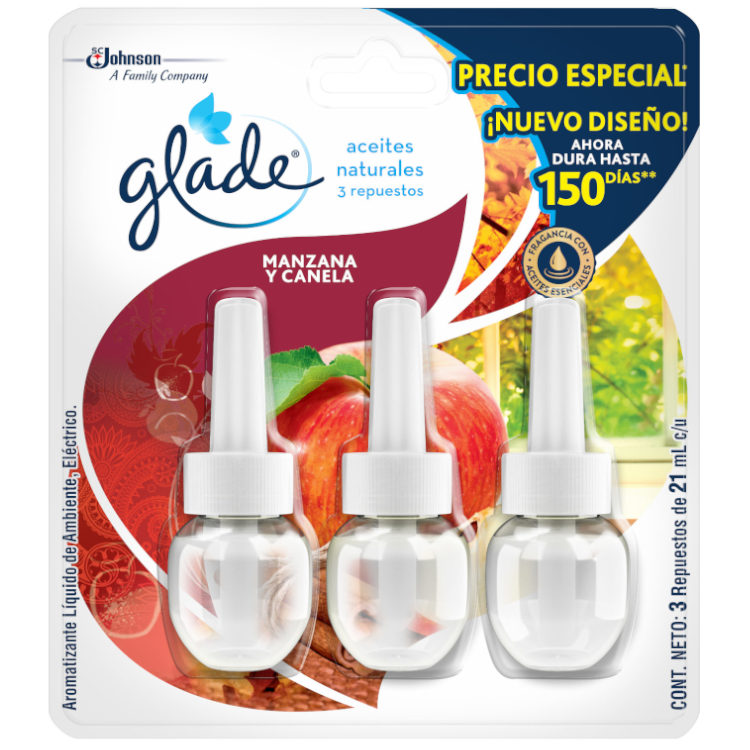 SC
Johnson
A Family Company
glade®
aceites
naturales
3 repuestos
PRECIO ESPECIAL*
¡NUEVO DISEÑO!
AHORA
DURA HASTA
150 DÍAS**
FRAGANCIA CON
ACEITES ESENCIALES
MANZANA
Y CANELA
Aromatizante Líquido de Ambiente, Eléctrico.
CONT. NETO: 3 Repuestos de 21 mL c/u